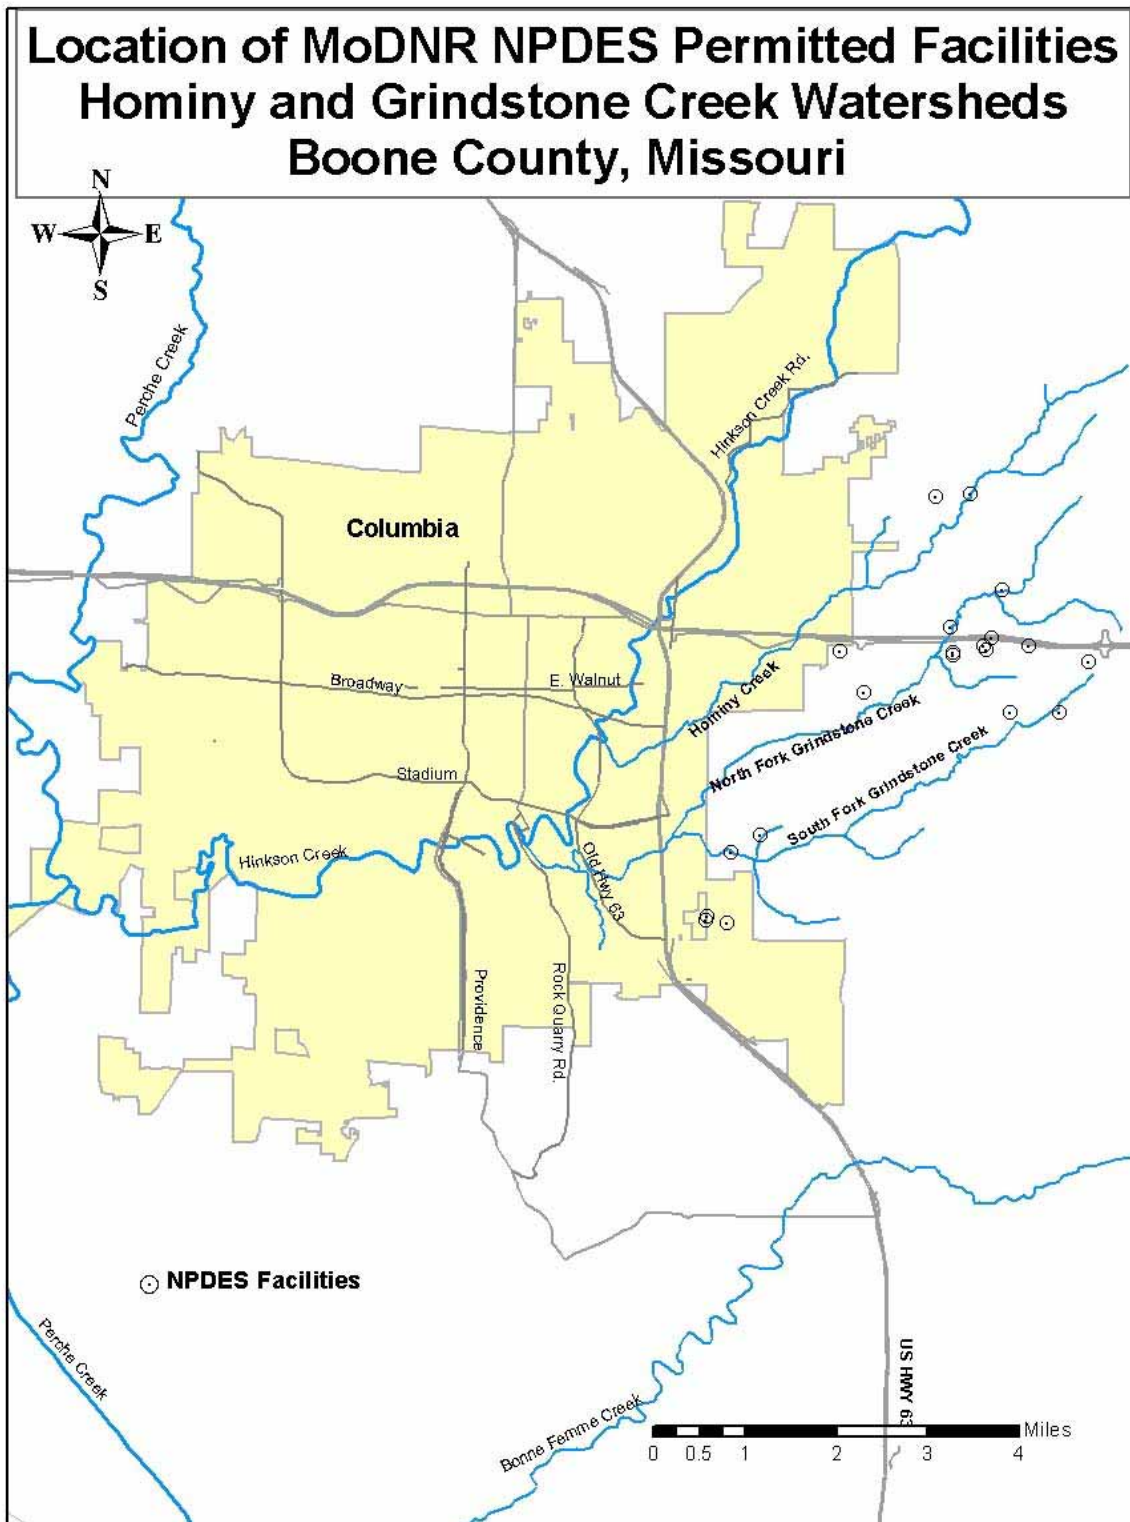 Location of MoDNR NPDES Permitted Facilities
Hominy and Grindstone Creek Watersheds
Boone County, Missouri
N
W E
S
Perche Creek
Hinkson Creek Rd.
Columbia
Broadway
E. Walnut
Hominy Creek
North Fork Grindstone Creek
Stadium
South Fork Grindstone Creek
Hinkson Creek
Old Hwy 63
Providence
Rock Quarry Rd.
NPDES Facilities
Perche Creek
US HWY 63
Bonne Femme Creek
Miles
0 0.5 1 2 3 4